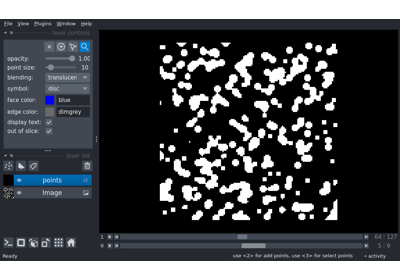 File View Plugins Window Help
layer controls
opacity: 1.00
point size: 10
blending: translucen
symbol: disc
face color: blue
edge color: dimgrey
display text:
out of slice:
layer list
points
Image
1 64 127
0 5 9
Ready use <2> for add points, use <3> for select points activity